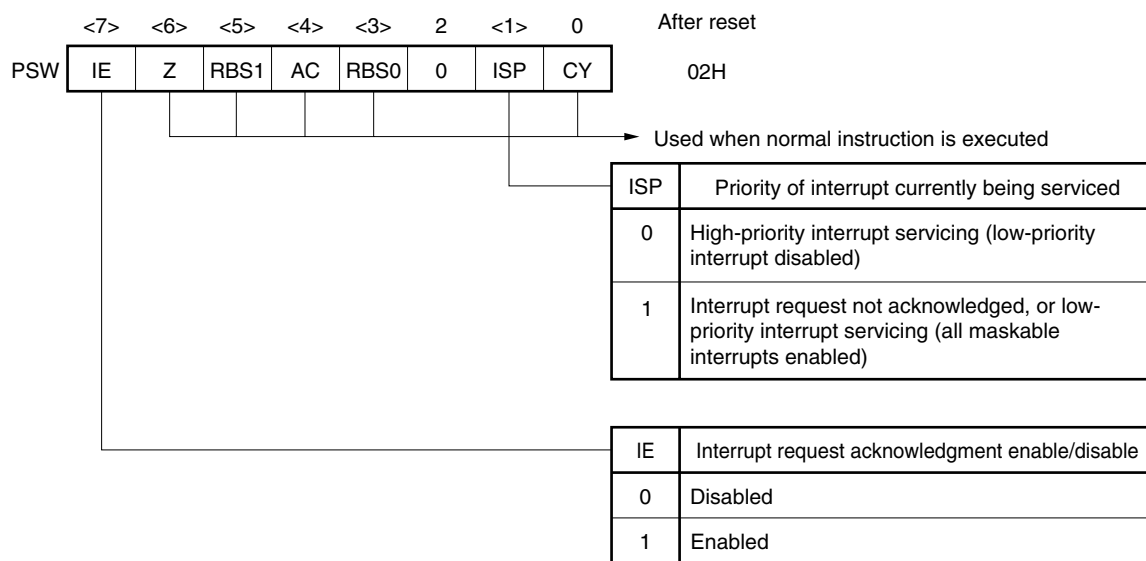 <7> <6> <5> <4> <3> 2 <1> 0 After reset
PSW IE Z RBS1 AC RBS0 0 ISP CY 02H
Used when normal instruction is executed
ISP Priority of interrupt currently being serviced
0 High-priority interrupt servicing (low-priority
interrupt disabled)
1 Interrupt request not acknowledged, or low-
priority interrupt servicing (all maskable
interrupts enabled)
IE Interrupt request acknowledgment enable/disable
0 Disabled
1 Enabled